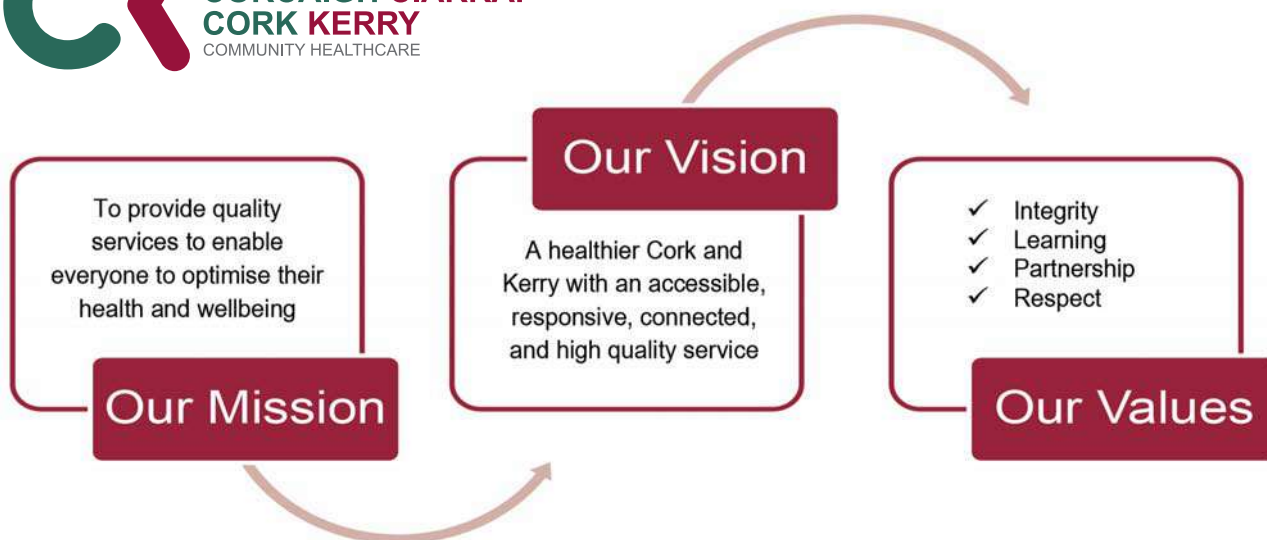 CORK KERRY
COMMUNITY HEALTHCARE
To provide quality
services to enable
everyone to optimise their
health and wellbeing
Our Mission
Our Vision
A healthier Cork and
Kerry with an accessible,
responsive, connected,
and high quality service
✓ Integrity
✓ Learning
✓ Partnership
✓ Respect
Our Values